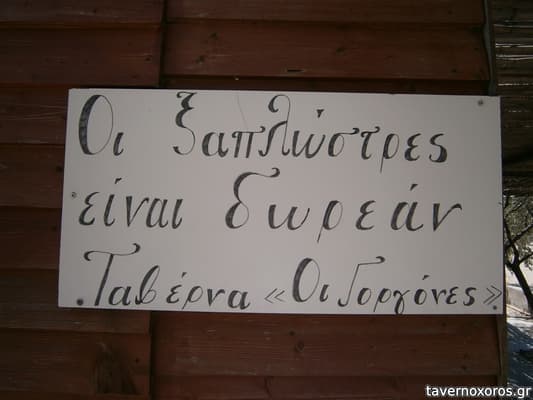 Οι ξαπλώστρες
είναι δωρεάν
Ταβέρνα «Οι Γοργόνες»
tavernoxoros.gr